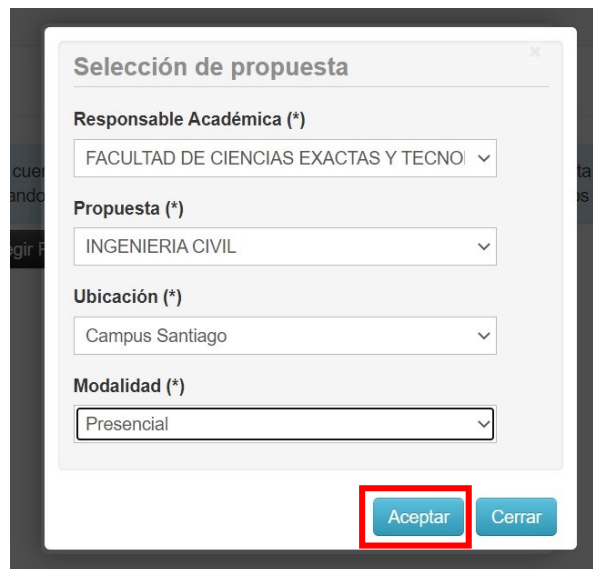 Selección de propuesta
Responsable Académica (*)
FACULTAD DE CIENCIAS EXACTAS Y TECNO
Propuesta (*)
INGENIERIA CIVIL
Ubicación (*)
Campus Santiago
Modalidad (*)
Presencial
Aceptar Cerrar